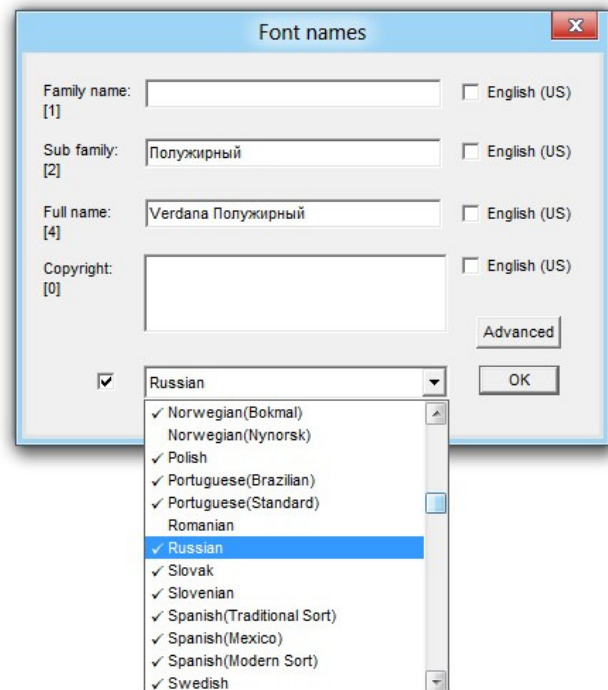 Font names
Family name:
[1]
English (US)
Sub family:
[2]
Полужирный
English (US)
Full name:
[4]
Verdana Полужирный
English (US)
Copyright:
[0]
English (US)
Advanced
Russian
OK
Norwegian(Bokmal)
Norwegian(Nynorsk)
Polish
Portuguese(Brazilian)
Portuguese(Standard)
Romanian
Russian
Slovak
Slovenian
Spanish(Traditional Sort)
Spanish(Mexico)
Spanish(Modern Sort)
Swedish